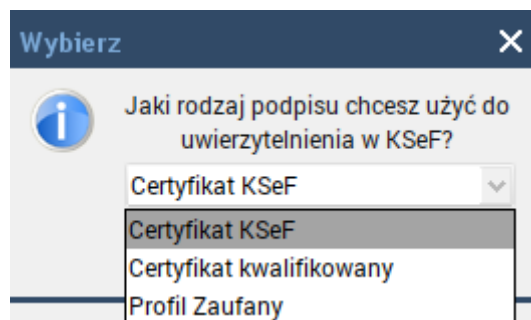 Wybierz
Jaki rodzaj podpisu chcesz użyć do
uwierzytelnienia w KSeF?
Certyfikat KSeF
Certyfikat KSeF
Certyfikat kwalifikowany
Profil Zaufany